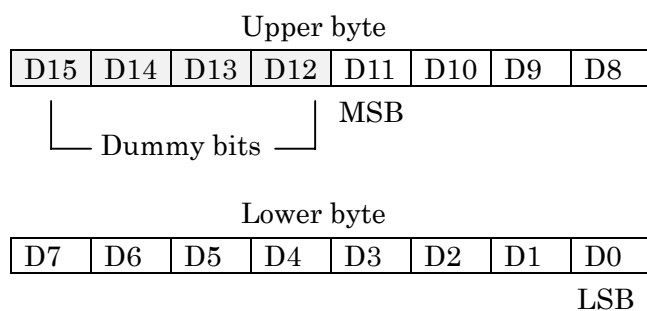 Upper byte
D15 D14 D13 D12 D11 D10 D9 D8
MSB
Dummy bits
Lower byte
D7 D6 D5 D4 D3 D2 D1 D0
LSB